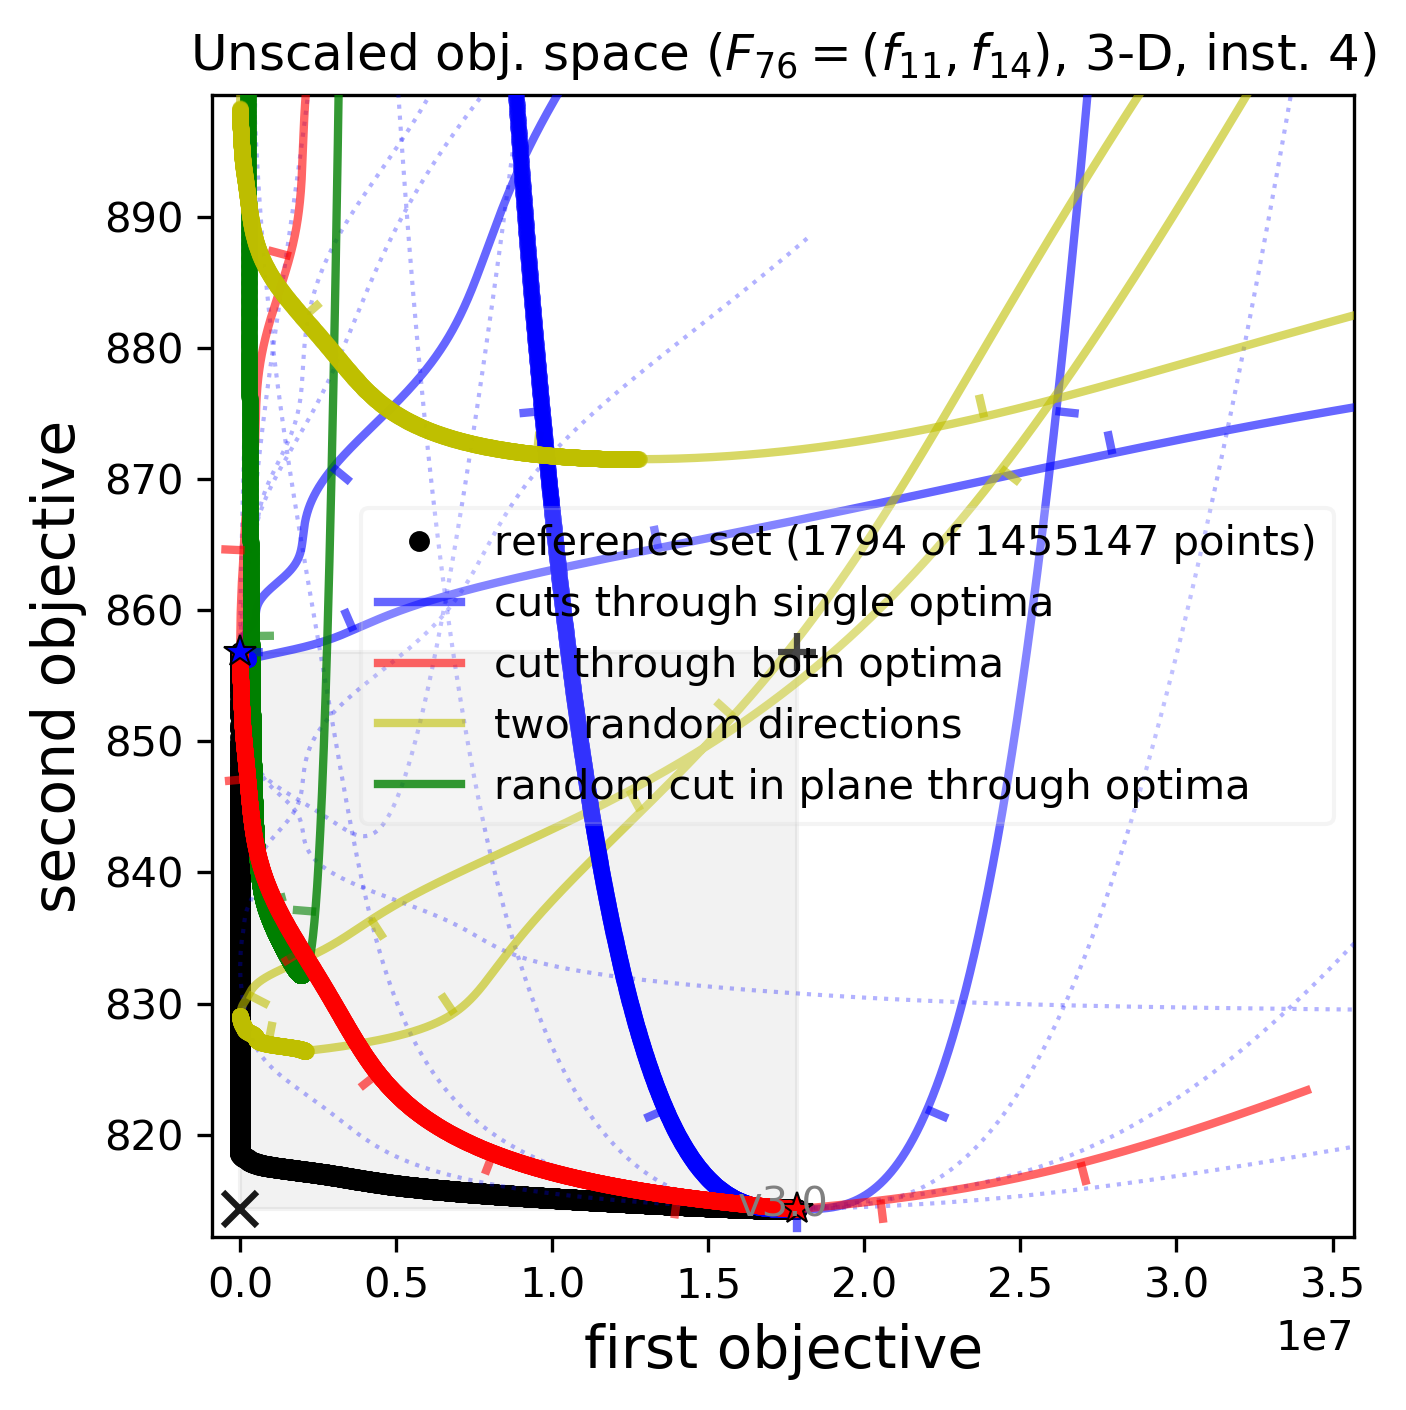 Unscaled obj. space (F₇₆ = (f₁₁, f₁₄), 3-D, inst. 4)
890
880
870
860
850
840
830
820
second objective
reference set (1794 of 1455147 points)
cuts through single optima
cut through both optima
two random directions
random cut in plane through optima
v3.0
0.0 0.5 1.0 1.5 2.0 2.5 3.0 3.5
1e7
first objective